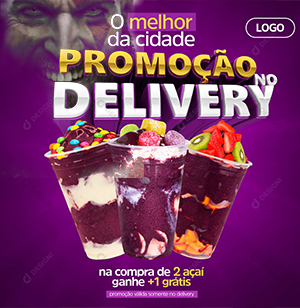 O melhor
da cidade
LOGO
PROMOÇÃO
NO
DELIVERY
na compra de 2 açaí
ganhe +1 grátis
promoção válida somente no delivery